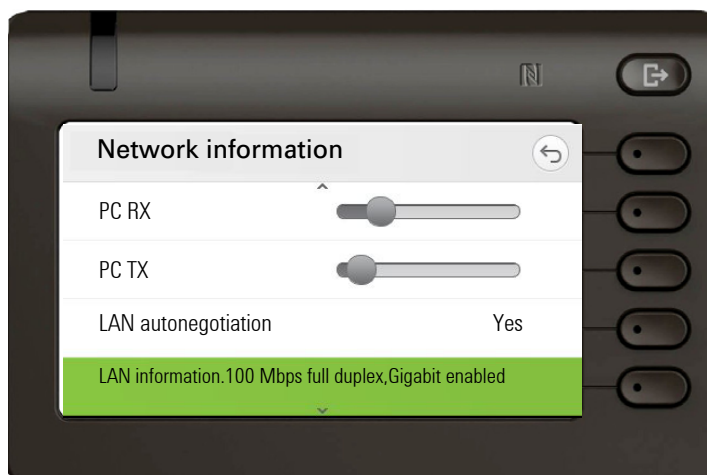 Network information
PC RX
PC TX
LAN autonegotiation Yes
LAN information.100 Mbps full duplex,Gigabit enabled